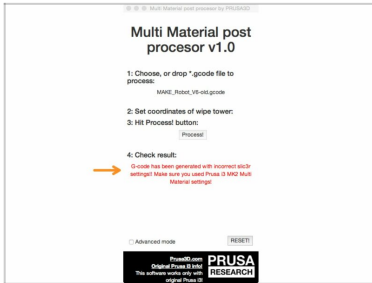 Multi Material post procesor by PRUSA3D
Multi Material post
procesor v1.0
1: Choose, or drop *.gcode file to
process:
MAKE_Robot_V6-old.gcode
2: Set coordinates of wipe tower:
3: Hit Process! button:
Process!
4: Check result:
G-code has been generated with incorrect slic3r
settings!! Make sure you used Prusa i3 MK2 Multi
Material settings!
Advanced mode
RESET!
Prusa3D.com
Original Prusa i3 info!
This software works only with
original Prusa i3!
PRUSA
RESEARCH